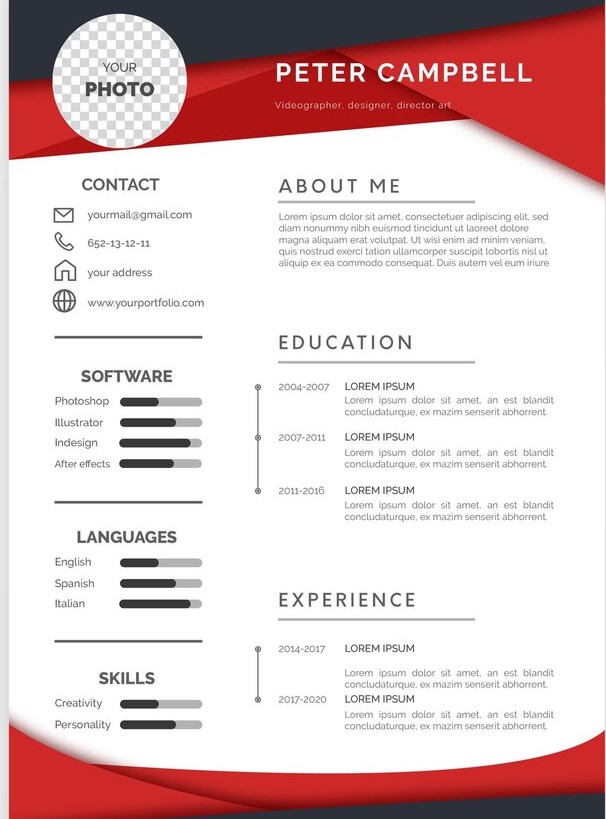 YOUR
PHOTO
PETER CAMPBELL
Videographer, designer, director art
CONTACT
yourmail@gmail.com
652-13-12-11
your address
www.yourportfolio.com
SOFTWARE
Photoshop
Illustrator
Indesign
After effects
LANGUAGES
English
Spanish
Italian
SKILLS
Creativity
Personality
ABOUT ME
Lorem ipsum dolor sit amet, consectetuer adipiscing elit, sed
diam nonummy nibh euismod tincidunt ut laoreet dolore
magna aliquam erat volutpat. Ut wisi enim ad minim veniam,
quis nostrud exerci tation ullamcorper suscipit lobortis nisl ut
aliquip ex ea commodo consequat. Duis autem vel eum iriure
EDUCATION
2004-2007 LOREM IPSUM
Lorem ipsum dolor sit amet, an est blandit
concludaturque, ex mazim senserit abhorrent.
2007-2011 LOREM IPSUM
Lorem ipsum dolor sit amet, an est blandit
concludaturque, ex mazim senserit abhorrent.
2011-2016 LOREM IPSUM
Lorem ipsum dolor sit amet, an est blandit
concludaturque, ex mazim senserit abhorrent.
EXPERIENCE
2014-2017 LOREM IPSUM
Lorem ipsum dolor sit amet, an est blandit
concludaturque, ex mazim senserit abhorrent.
2017-2020 LOREM IPSUM
Lorem ipsum dolor sit amet, an est blandit
concludaturque, ex mazim senserit abhorrent.